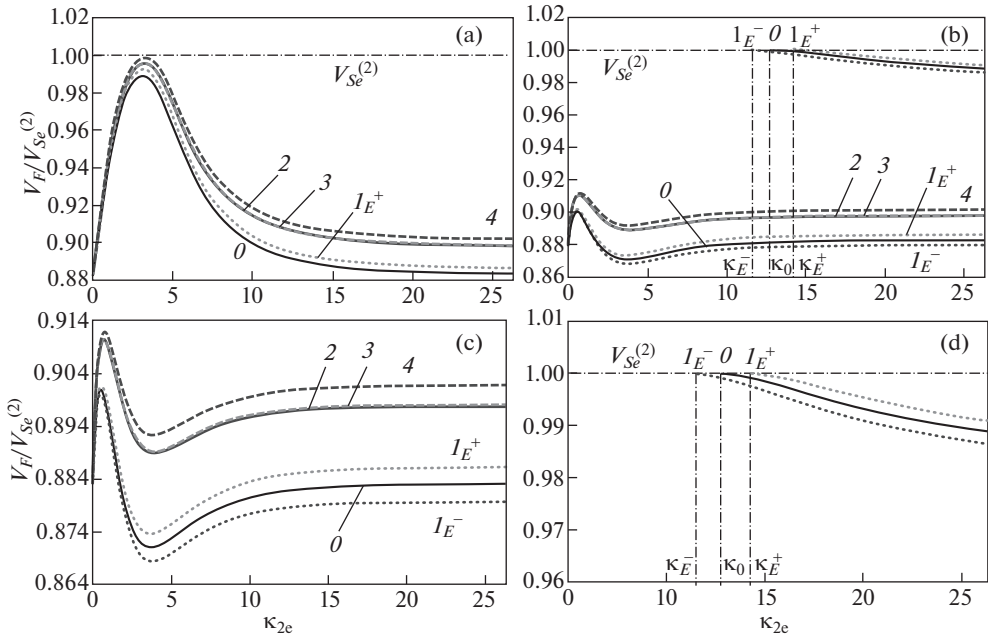 (a)
1.02
1.00
0.98
0.96
0.94
0.92
0.90
0.88
V_F/V_Se^(2)
V_Se^(2)
2
3
1_E^+
4
0
0 5 10 15 20 25
(b)
1.02
1.00
0.98
0.96
0.94
0.92
0.90
0.88
0.86
1_E^- 0 1_E^+
V_Se^(2)
0
2
3
1_E^+
4
κ_E^- κ_0 κ_E^+
1_E^-
0 5 10 15 20 25
(c)
0.914
0.904
0.894
0.884
0.874
0.864
V_F/V_Se^(2)
2
3
4
1_E^+
0
1_E^-
0 5 10 15 20 25
κ_2e
(d)
1.01
1.00
0.99
0.98
0.97
0.96
V_Se^(2)
1_E^- 0 1_E^+
κ_E^- κ_0 κ_E^+
0 10 15 20 25
κ_2e